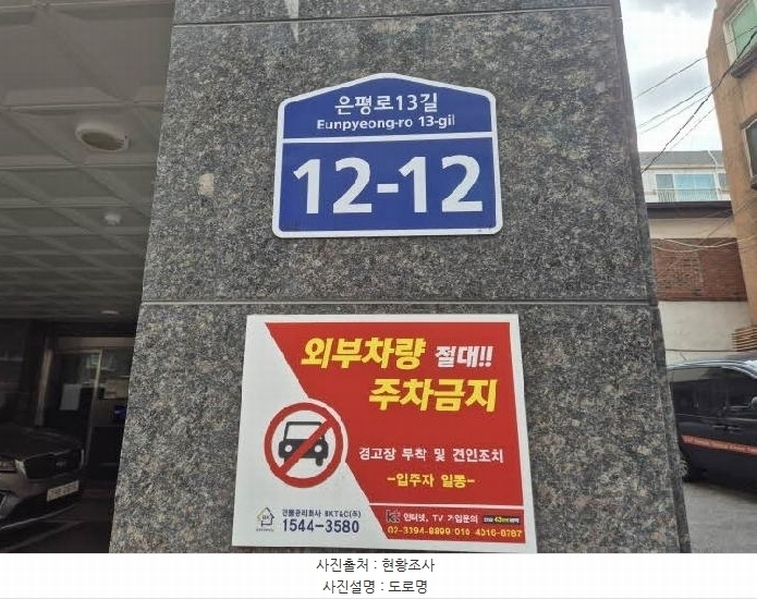 은평로13길
Eunpyeong-ro 13-gil
12-12
외부차량 절대!!
주차금지
경고장 부착 및 견인조치
-입주자 일동-
건물관리회사 BKT&C(주)
1544-3580
kt 인터넷, TV 가입문의
사진출처 : 현황조사
사진설명 : 도로명